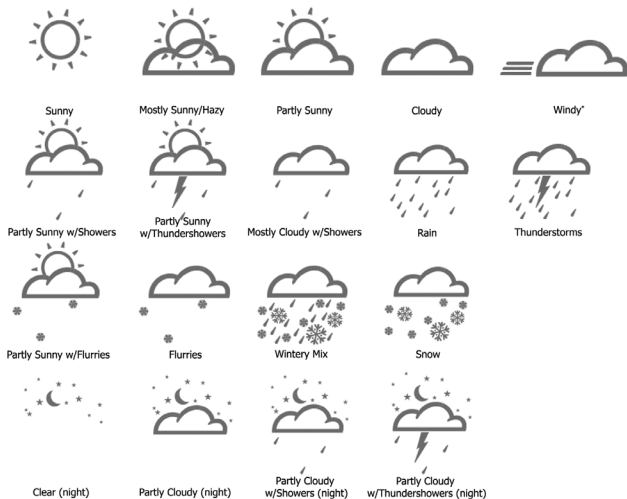 Sunny
Mostly Sunny/Hazy
Partly Sunny
Cloudy
Windy*
Partly Sunny w/Showers
Partly Sunny
w/Thundershowers
Mostly Cloudy w/Showers
Rain
Thunderstorms
Partly Sunny w/Flurries
Flurries
Wintery Mix
Snow
Clear (night)
Partly Cloudy (night)
Partly Cloudy
w/Showers (night)
Partly Cloudy
w/Thundershowers (night)